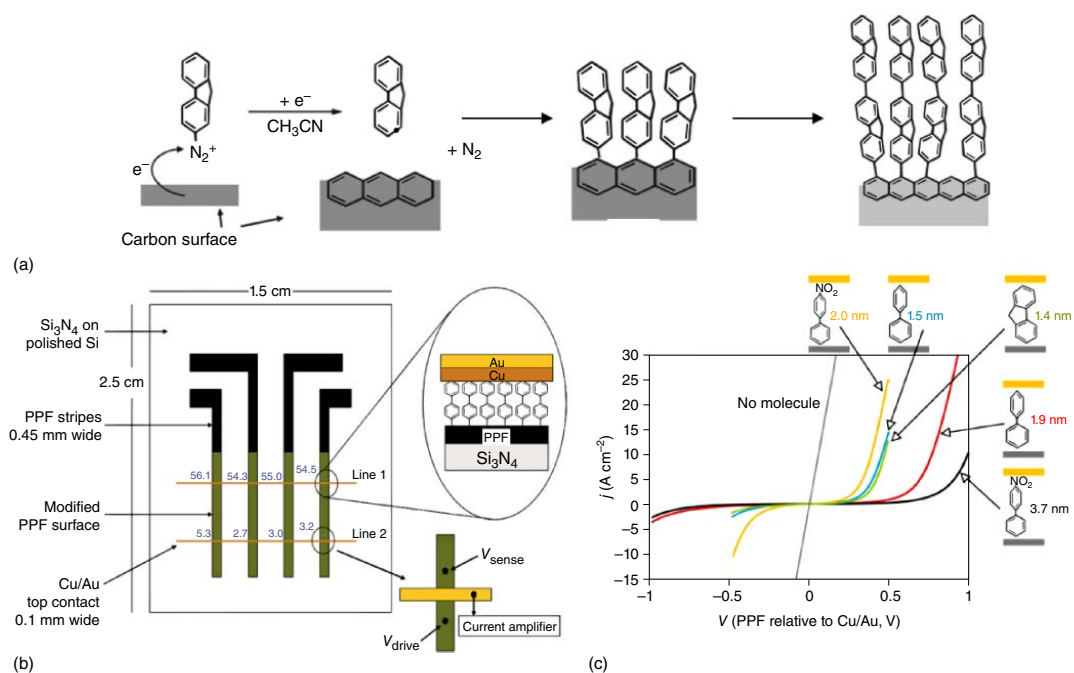 + e⁻
CH₃CN
N₂⁺
e⁻
+ N₂
Carbon surface
(a)
1.5 cm
Si₃N₄ on
polished Si
2.5 cm
PPF stripes
0.45 mm wide
56.1 54.3 55.0 54.5
Line 1
Modified
PPF surface
5.3 2.7 3.0 3.2
Line 2
Cu/Au
top contact
0.1 mm wide
Au
Cu
PPF
Si₃N₄
V_sense
Current amplifier
V_drive
(b)
NO₂
2.0 nm
1.5 nm
1.4 nm
No molecule
1.9 nm
NO₂
3.7 nm
j (A cm⁻²)
30
25
20
15
10
5
0
−5
−10
−15
−1 −0.5 0 0.5 1
V (PPF relative to Cu/Au, V)
(c)